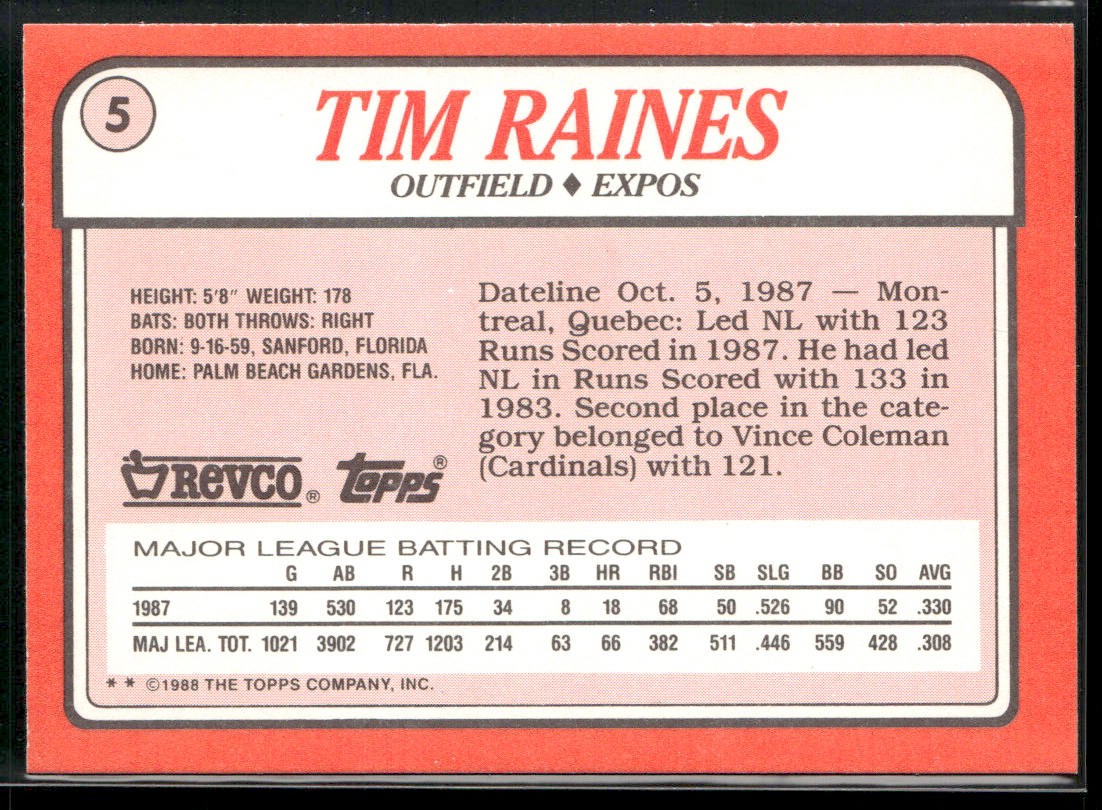 5
TIM RAINES
OUTFIELD ♦ EXPOS
HEIGHT: 5'8" WEIGHT: 178
BATS: BOTH THROWS: RIGHT
BORN: 9-16-59, SANFORD, FLORIDA
HOME: PALM BEACH GARDENS, FLA.
Dateline Oct. 5, 1987 — Mon-
treal, Quebec: Led NL with 123
Runs Scored in 1987. He had led
NL in Runs Scored with 133 in
1983. Second place in the cate-
gory belonged to Vince Coleman
(Cardinals) with 121.
REVCO® Topps®
MAJOR LEAGUE BATTING RECORD
G AB R H 2B 3B HR RBI SB SLG BB SO AVG
1987 139 530 123 175 34 8 18 68 50 .526 90 52 .330
MAJ LEA. TOT. 1021 3902 727 1203 214 63 66 382 511 .446 559 428 .308
* * ©1988 THE TOPPS COMPANY, INC.